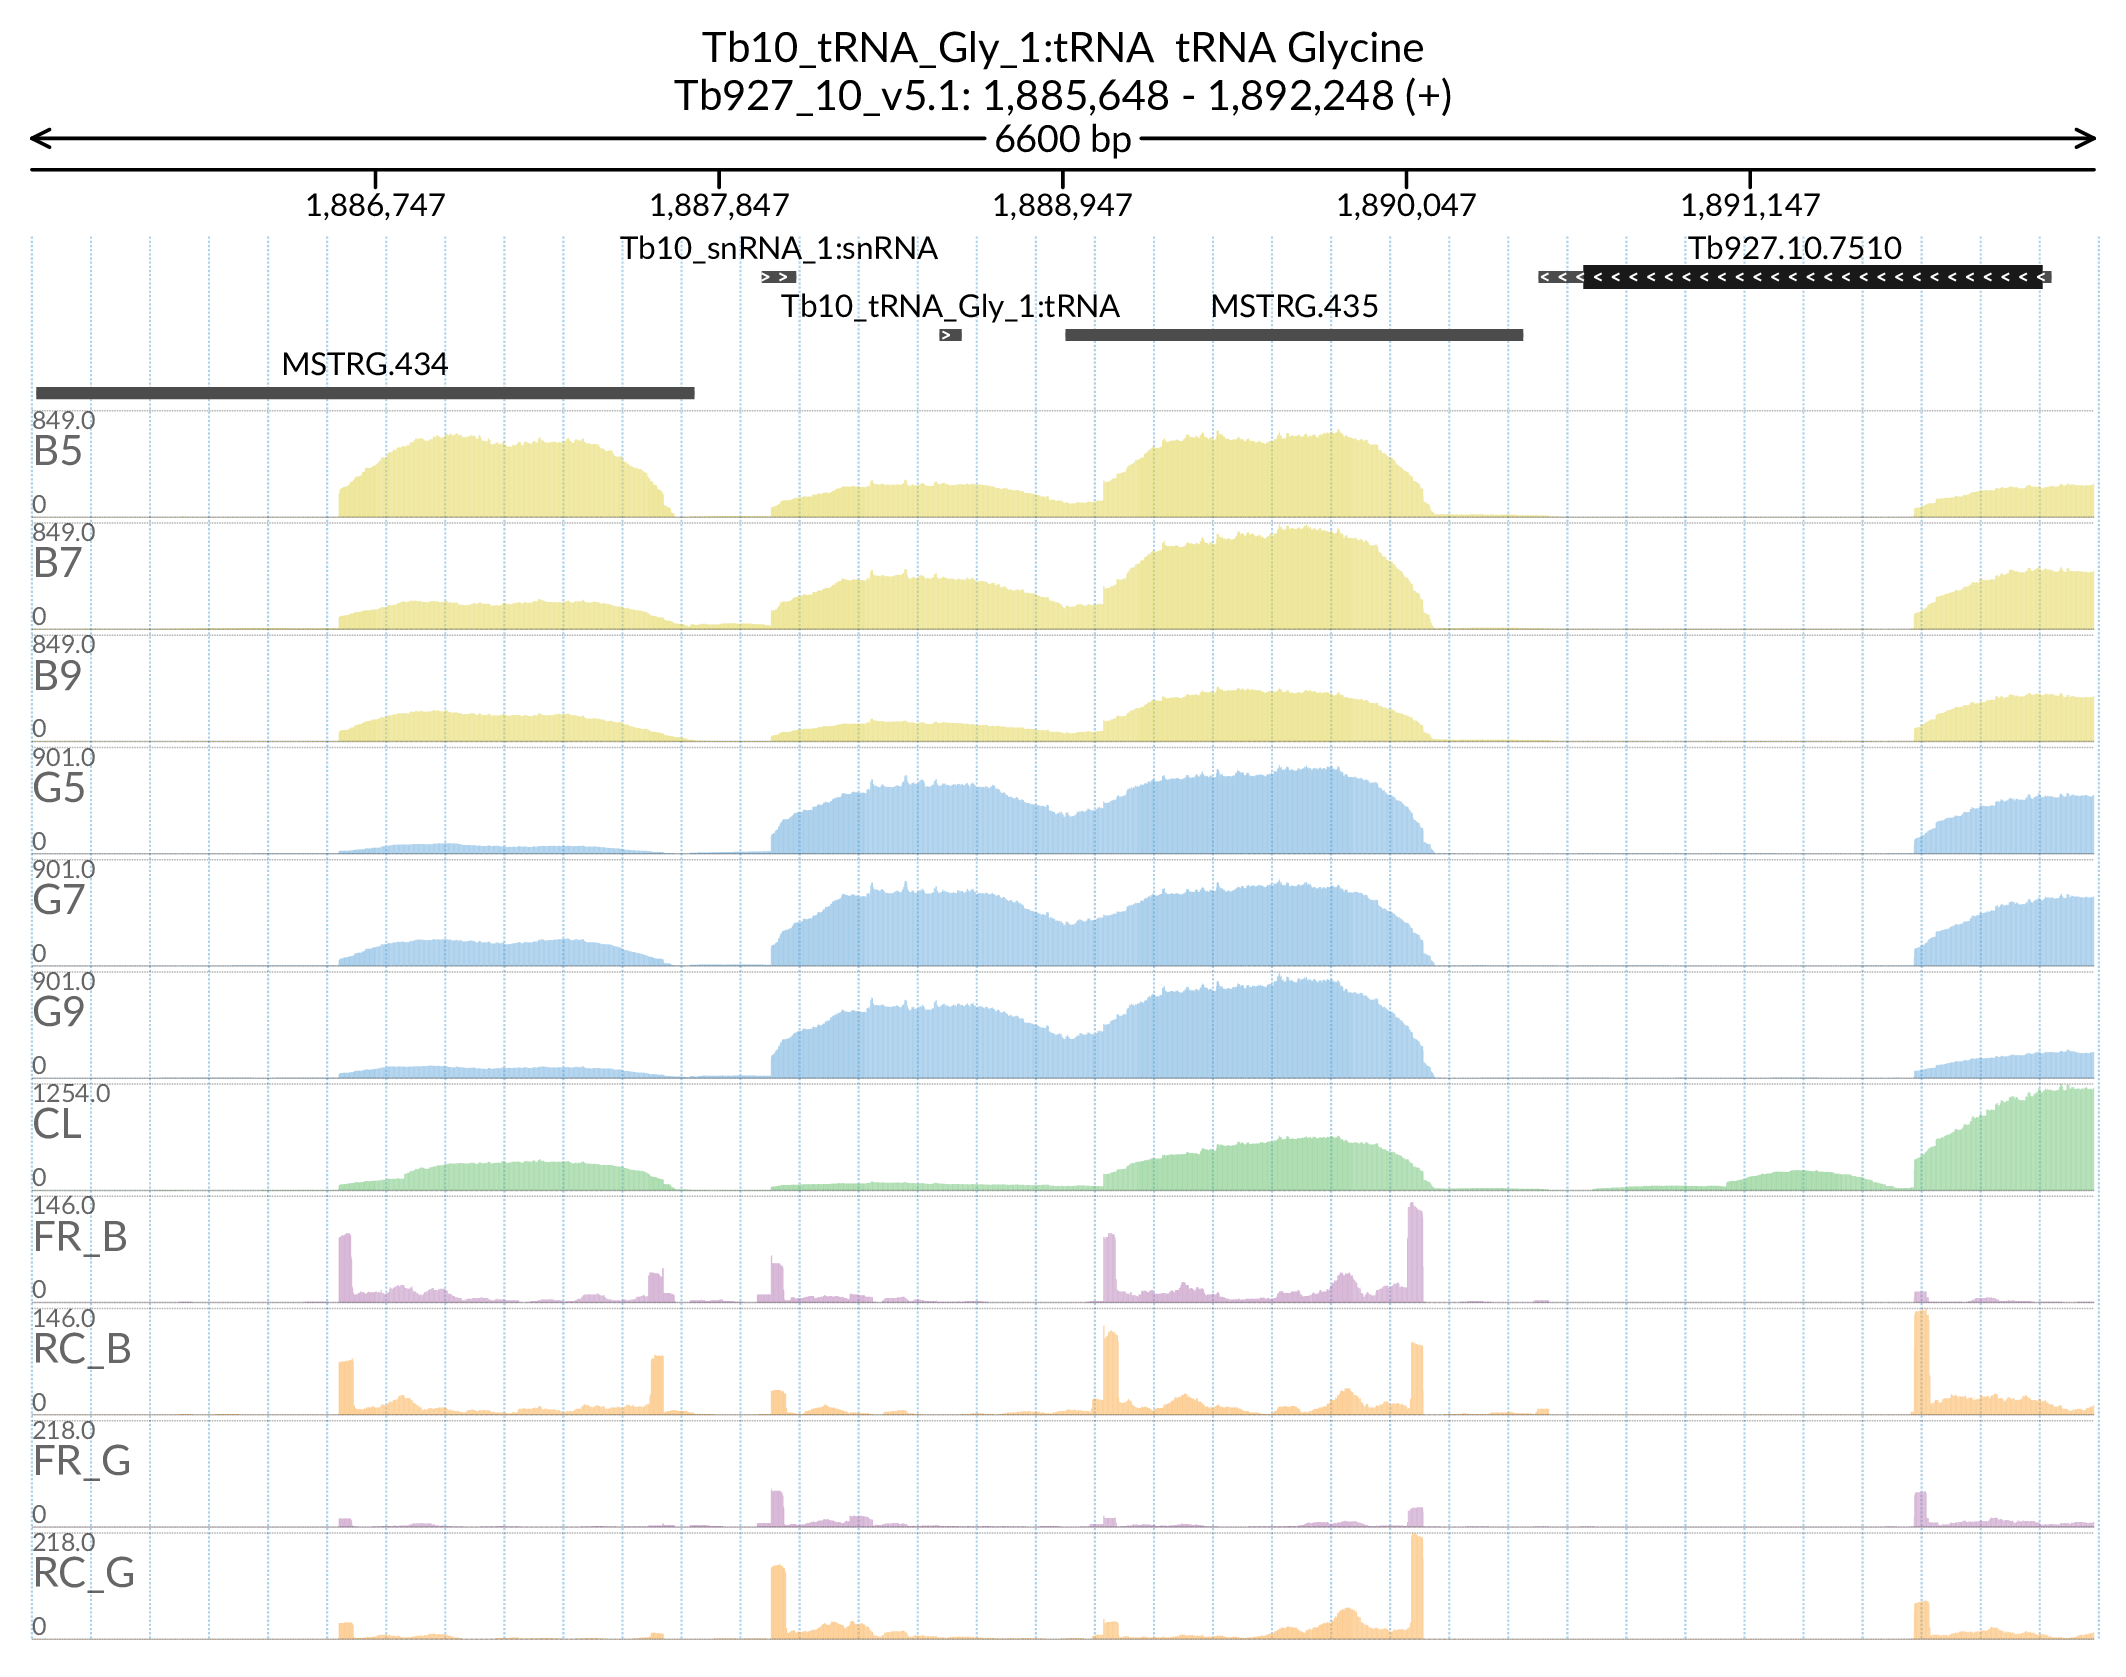 Tb10_tRNA_Gly_1:tRNA  tRNA Glycine
Tb927_10_v5.1: 1,885,648 - 1,892,248 (+)
6600 bp
1,886,747 1,887,847 1,888,947 1,890,047 1,891,147
Tb10_snRNA_1:snRNA Tb927.10.7510
Tb10_tRNA_Gly_1:tRNA MSTRG.435
MSTRG.434
849.0
B5
0
849.0
B7
0
849.0
B9
0
901.0
G5
0
901.0
G7
0
901.0
G9
0
1254.0
CL
0
146.0
FR_B
0
146.0
RC_B
0
218.0
FR_G
0
218.0
RC_G
0